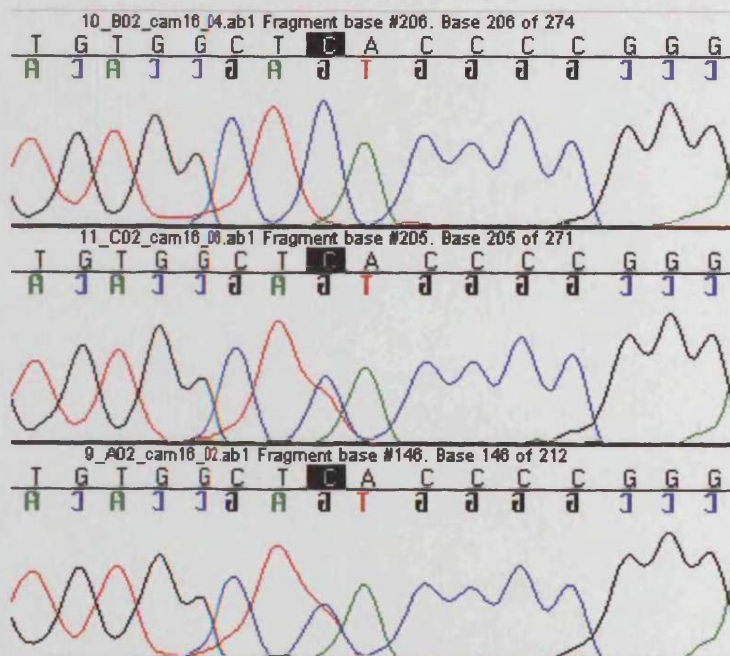 10_B02_cam16_04.ab1 Fragment base #206. Base 206 of 274
T G T G G C T C A C C C C G G G
A C A C C G A G T G G G G C C C
11_C02_cam16_06.ab1 Fragment base #205. Base 205 of 271
T G T G G C T C A C C C C G G G
A C A C C G A G T G G G G C C C
9_A02_cam16_02.ab1 Fragment base #146. Base 146 of 212
T G T G G C T C A C C C C G G G
A C A C C G A G T G G G G C C C